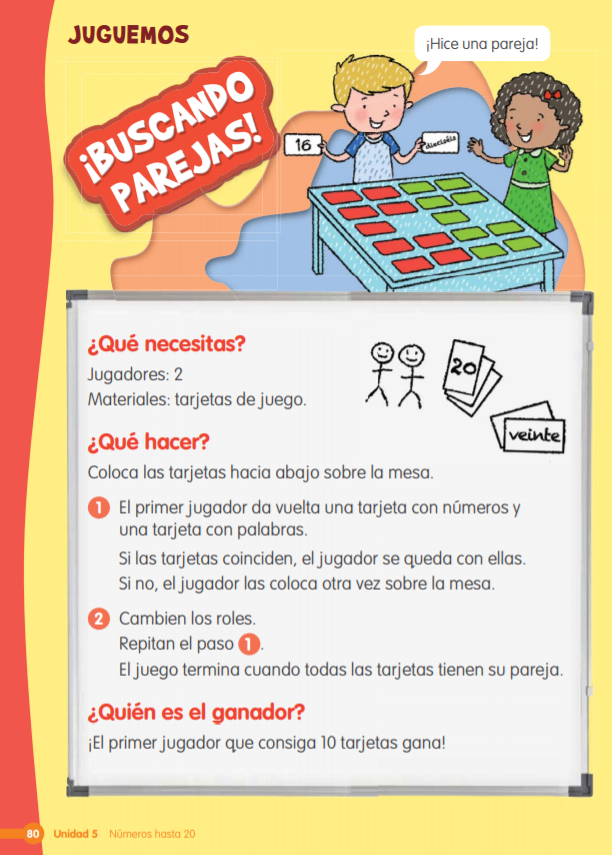 JUGUEMOS
¡Hice una pareja!
¡BUSCANDO
PAREJAS!
16
dieciséis
¿Qué necesitas?
Jugadores: 2
Materiales: tarjetas de juego.
20
veinte
¿Qué hacer?
Coloca las tarjetas hacia abajo sobre la mesa.
1 El primer jugador da vuelta una tarjeta con números y
una tarjeta con palabras.
Si las tarjetas coinciden, el jugador se queda con ellas.
Si no, el jugador las coloca otra vez sobre la mesa.
2 Cambien los roles.
Repitan el paso 1.
El juego termina cuando todas las tarjetas tienen su pareja.
¿Quién es el ganador?
¡El primer jugador que consiga 10 tarjetas gana!
80 Unidad 5 Números hasta 20